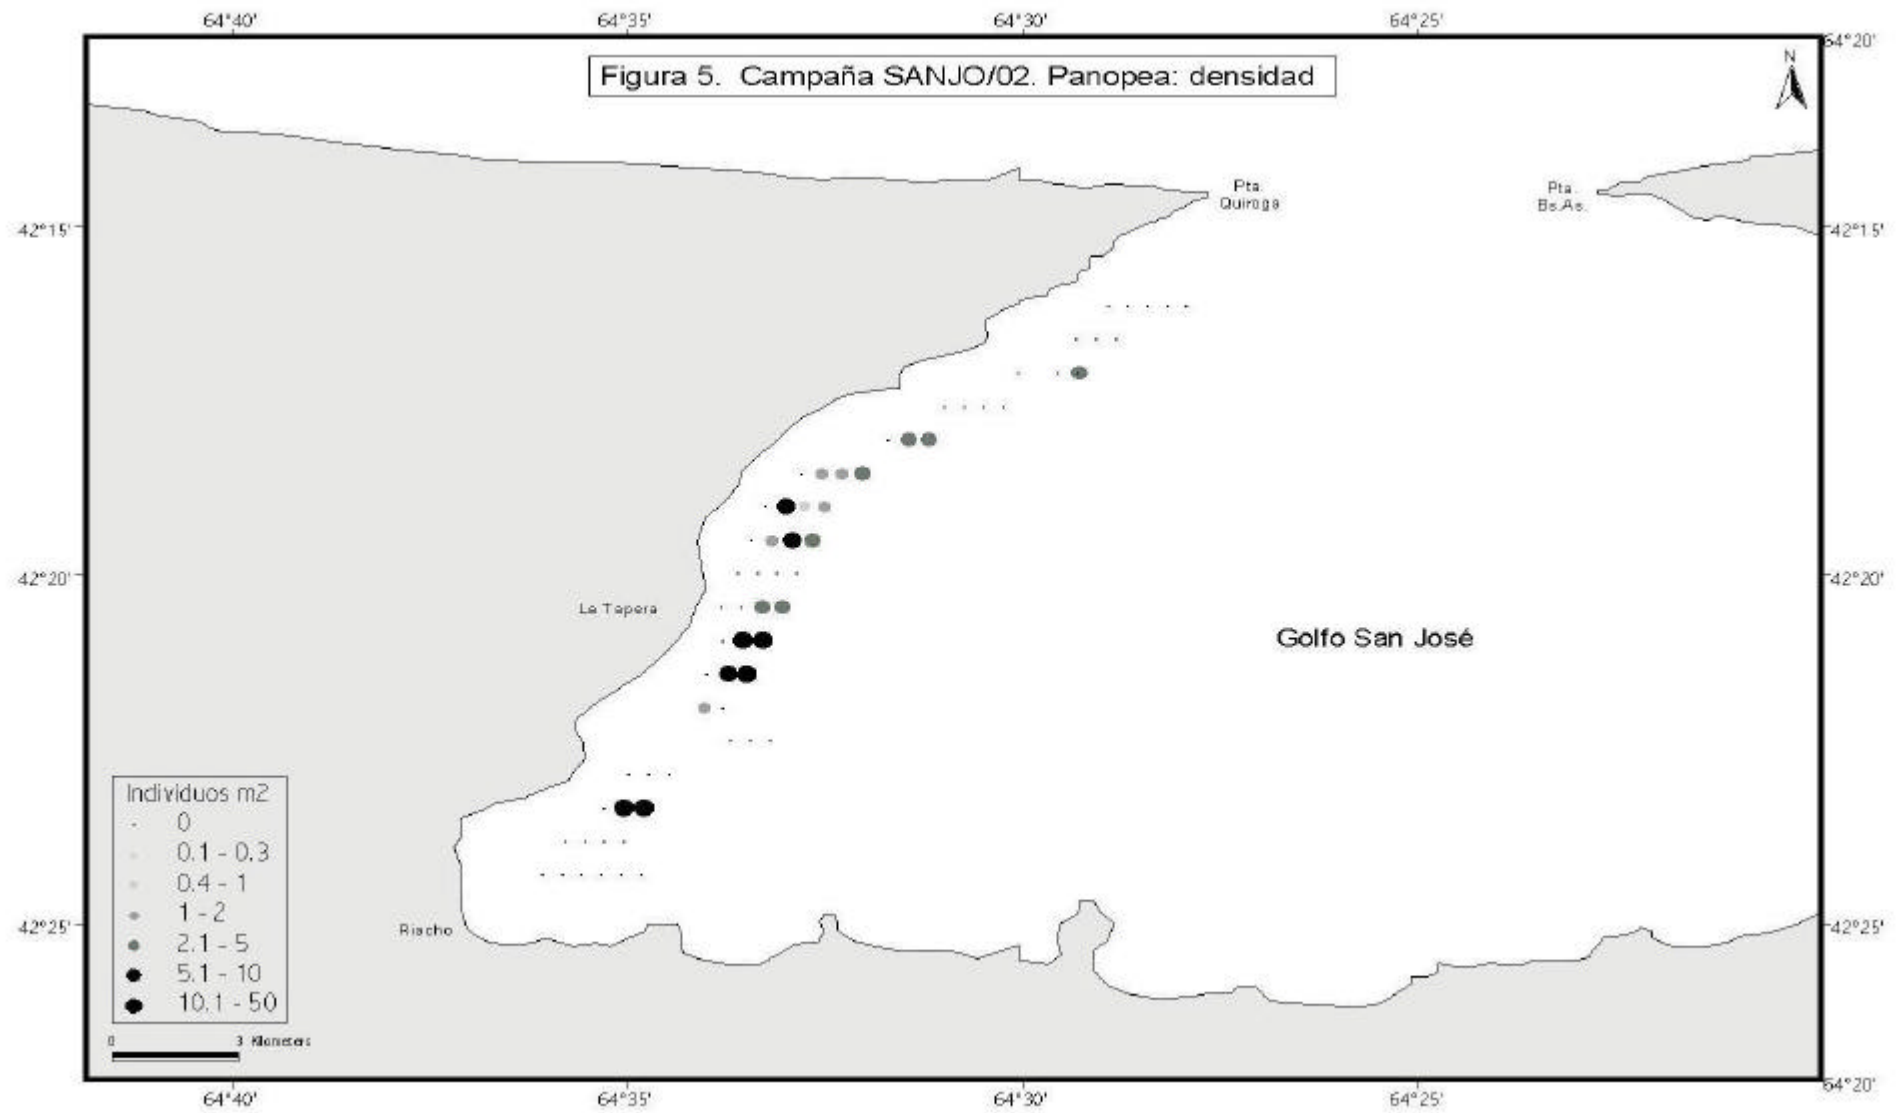 64°40' 64°35' 64°30' 64°25'
64°20'
Figura 5. Campaña SANJO/02. Panopea: densidad
N
Pta.
Quiroga
Pta.
Bs.As.
42°15' 42°15'
42°20' 42°20'
La Tapera
Golfo San José
Individuos m2
0
0.1 - 0.3
0.4 - 1
1 - 2
2.1 - 5
5.1 - 10
10.1 - 50
Riacho
42°25' 42°25'
0 3 Kilometers
64°20'
64°40' 64°35' 64°30' 64°25'